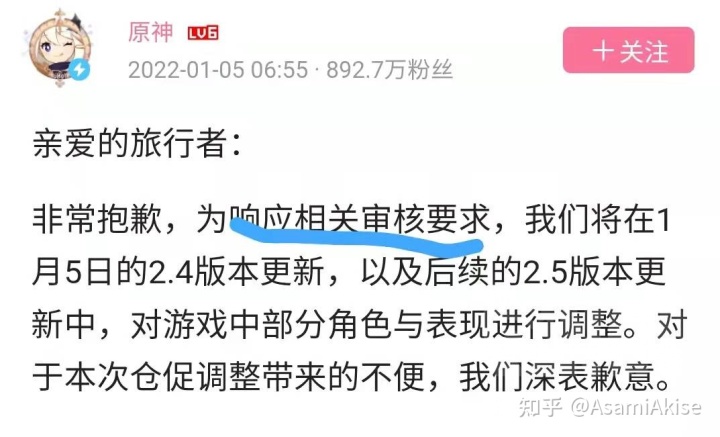 原神 LV6
2022-01-05 06:55 · 892.7万粉丝
＋关注
亲爱的旅行者：
非常抱歉，为响应相关审核要求，我们将在1
月5日的2.4版本更新，以及后续的2.5版本更
新中，对游戏中部分角色与表现进行调整。对
于本次仓促调整带来的不便，我们深表歉意。
知乎 @AsamiAkise